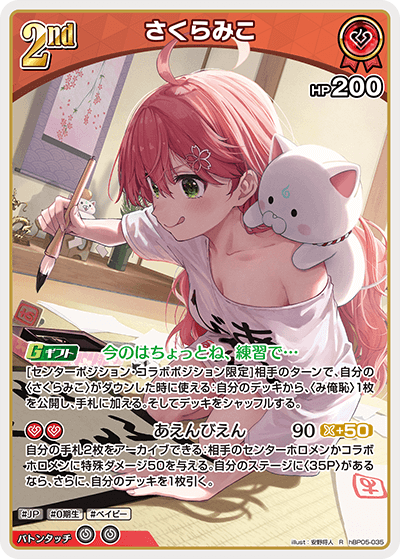 2nd
さくらみこ
HP200
Gギフト 今のはちょっとね、練習で…
[センターポジション・コラボポジション限定]相手のターンで、自分の
〈さくらみこ〉がダウンした時に使える:自分のデッキから、〈み俺恥〉1枚
を公開し、手札に加える。そしてデッキをシャッフルする。
あえんびえん 90 +50
自分の手札2枚をアーカイブできる:相手のセンターホロメンかコラボ
ホロメンに特殊ダメージ50を与える。自分のステージに〈35P〉がある
なら、さらに、自分のデッキを1枚引く。
#JP #0期生 #ベイビー
バトンタッチ
illust:安野将人 R hBP05-035